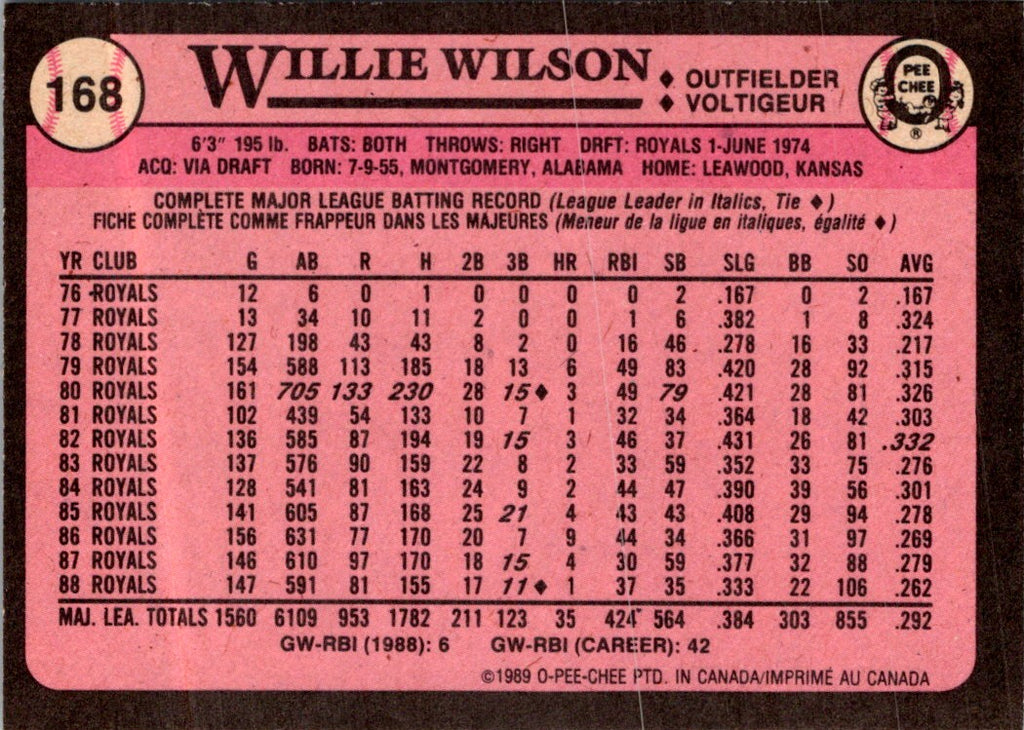 168
WILLIE WILSON
♦ OUTFIELDER
♦ VOLTIGEUR
O
PEE
CHEE
®
6'3" 195 lb. BATS: BOTH THROWS: RIGHT DRFT: ROYALS 1-JUNE 1974
ACQ: VIA DRAFT BORN: 7-9-55, MONTGOMERY, ALABAMA HOME: LEAWOOD, KANSAS
COMPLETE MAJOR LEAGUE BATTING RECORD (League Leader in Italics, Tie ♦)
FICHE COMPLÈTE COMME FRAPPEUR DANS LES MAJEURES (Meneur de la ligue en italiques, égalité ♦)
YR CLUB G AB R H 2B 3B HR RBI SB SLG BB SO AVG
76 ROYALS 12 6 0 1 0 0 0 0 2 .167 0 2 .167
77 ROYALS 13 34 10 11 2 0 0 1 6 .382 1 8 .324
78 ROYALS 127 198 43 43 8 2 0 16 46 .278 16 33 .217
79 ROYALS 154 588 113 185 18 13 6 49 83 .420 28 92 .315
80 ROYALS 161 705 133 230 28 15♦ 3 49 79 .421 28 81 .326
81 ROYALS 102 439 54 133 10 7 1 32 34 .364 18 42 .303
82 ROYALS 136 585 87 194 19 15 3 46 37 .431 26 81 .332
83 ROYALS 137 576 90 159 22 8 2 33 59 .352 33 75 .276
84 ROYALS 128 541 81 163 24 9 2 44 47 .390 39 56 .301
85 ROYALS 141 605 87 168 25 21 4 43 43 .408 29 94 .278
86 ROYALS 156 631 77 170 20 7 9 44 34 .366 31 97 .269
87 ROYALS 146 610 97 170 18 15 4 30 59 .377 32 88 .279
88 ROYALS 147 591 81 155 17 11♦ 1 37 35 .333 22 106 .262
MAJ. LEA. TOTALS 1560 6109 953 1782 211 123 35 424 564 .384 303 855 .292
GW-RBI (1988): 6 GW-RBI (CAREER): 42
©1989 O-PEE-CHEE PTD. IN CANADA/IMPRIMÉ AU CANADA